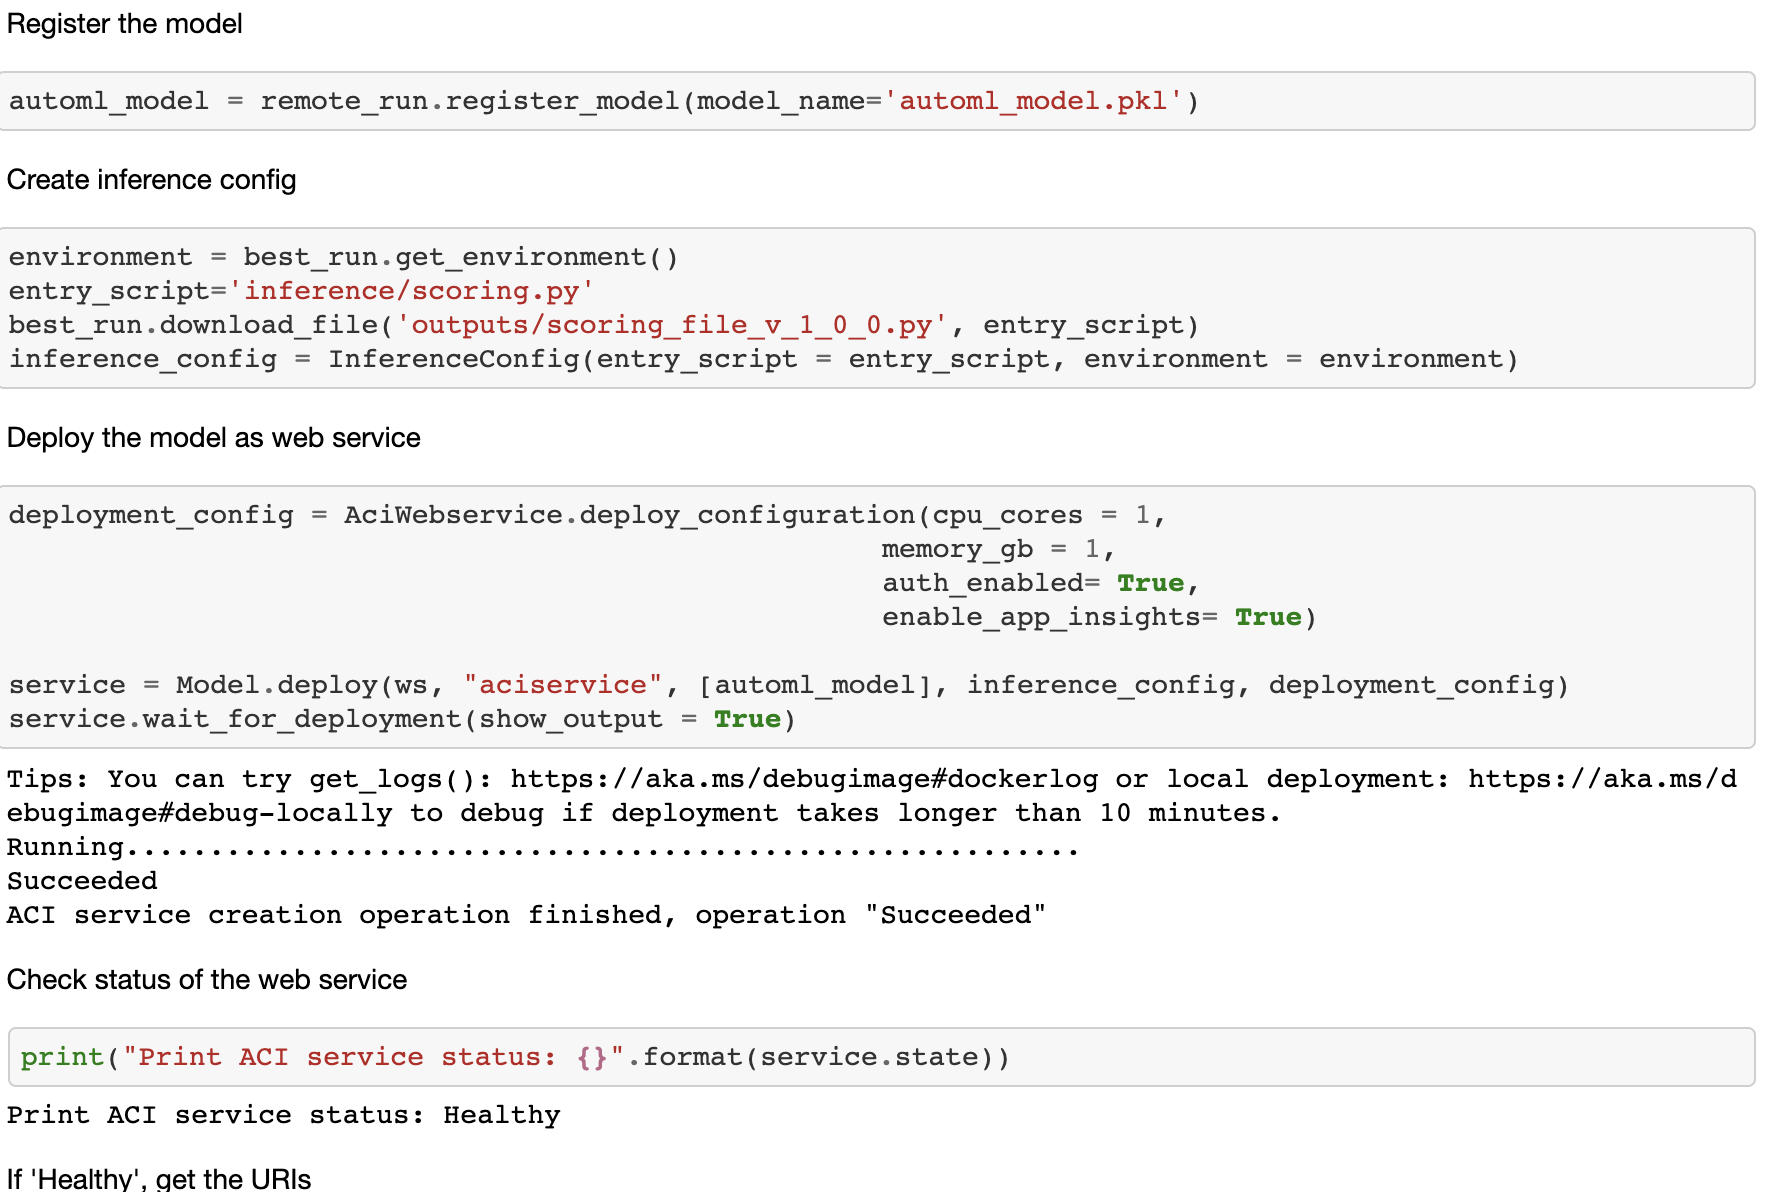 Register the model
automl_model = remote_run.register_model(model_name='automl_model.pkl')
Create inference config
environment = best_run.get_environment()
entry_script='inference/scoring.py'
best_run.download_file('outputs/scoring_file_v_1_0_0.py', entry_script)
inference_config = InferenceConfig(entry_script = entry_script, environment = environment)
Deploy the model as web service
deployment_config = AciWebservice.deploy_configuration(cpu_cores = 1,
memory_gb = 1,
auth_enabled= True,
enable_app_insights= True)
service = Model.deploy(ws, "aciservice", [automl_model], inference_config, deployment_config)
service.wait_for_deployment(show_output = True)
Tips: You can try get_logs(): https://aka.ms/debugimage#dockerlog or local deployment: https://aka.ms/d
ebugimage#debug-locally to debug if deployment takes longer than 10 minutes.
Running.........................................................
Succeeded
ACI service creation operation finished, operation "Succeeded"
Check status of the web service
print("Print ACI service status: {}".format(service.state))
Print ACI service status: Healthy
If 'Healthy', get the URIs